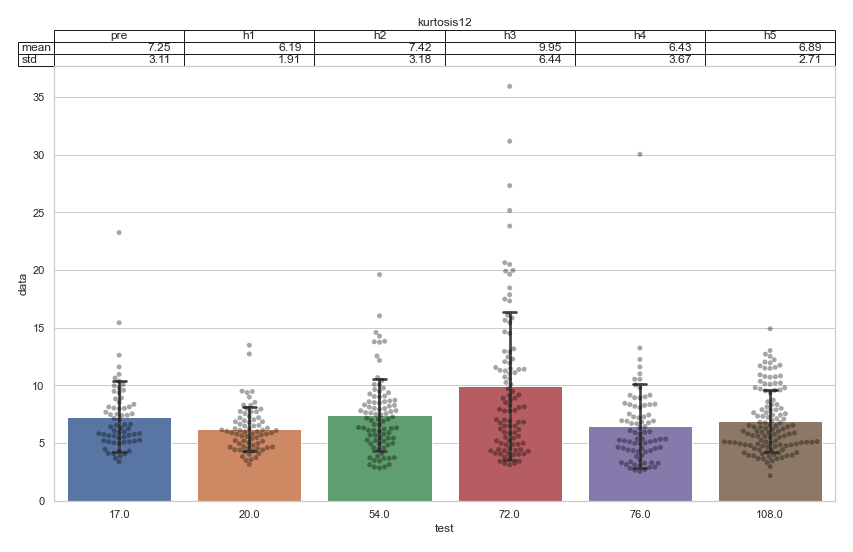 kurtosis12
pre h1 h2 h3 h4 h5
mean 7.25 6.19 7.42 9.95 6.43 6.89
std 3.11 1.91 3.18 6.44 3.67 2.71
35
30
25
20
15
10
5
0
data
17.0 20.0 54.0 72.0 76.0 108.0
test